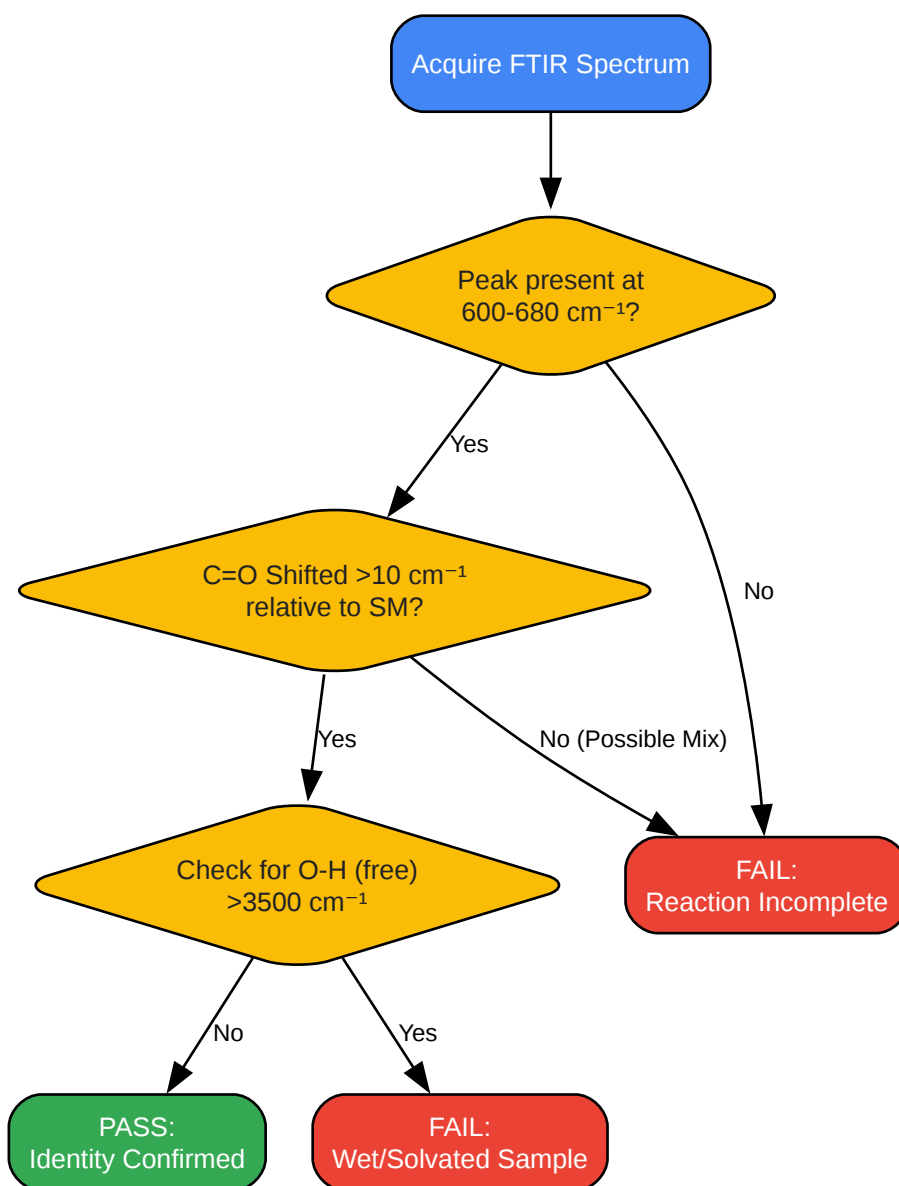 Acquire FTIR Spectrum
Peak present at
600-680 cm⁻¹?
Yes
No
C=O Shifted >10 cm⁻¹
relative to SM?
Yes
No (Possible Mix)
Check for O-H (free)
>3500 cm⁻¹
FAIL:
Reaction Incomplete
No
Yes
PASS:
Identity Confirmed
FAIL:
Wet/Solvated Sample